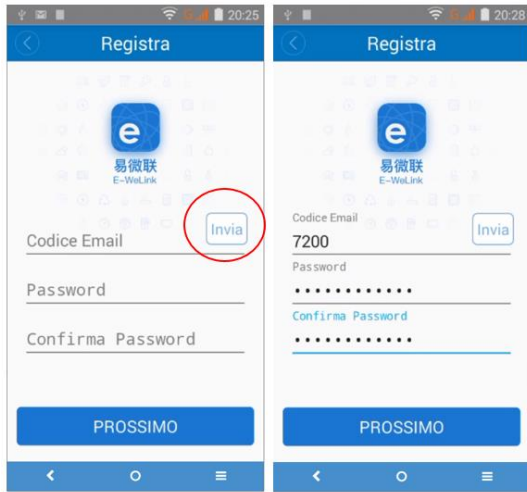 20:25
Registra
e
易微联
E-WeLink
Codice Email
Invia
Password
Confirma Password
PROSSIMO
20:28
Registra
e
易微联
E-WeLink
Codice Email
7200
Invia
Password
Confirma Password
PROSSIMO